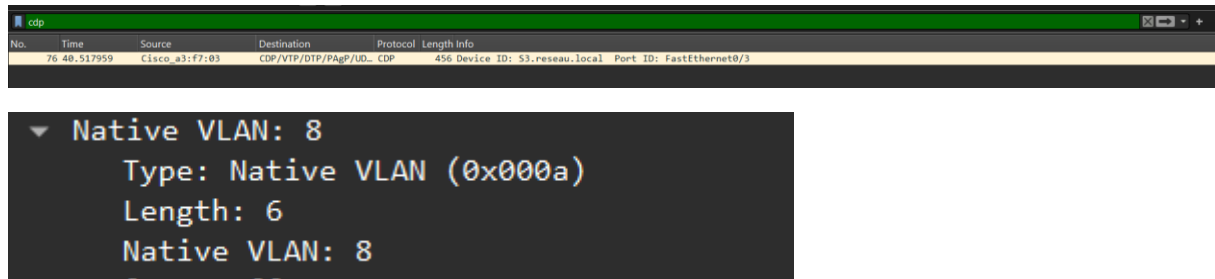 cdp
No. Time Source Destination Protocol Length Info
76 40.517959 Cisco_a3:f7:03 CDP/VTP/DTP/PAgP/UD… CDP 456 Device ID: S3.reseau.local Port ID: FastEthernet0/3
Native VLAN: 8
Type: Native VLAN (0x000a)
Length: 6
Native VLAN: 8